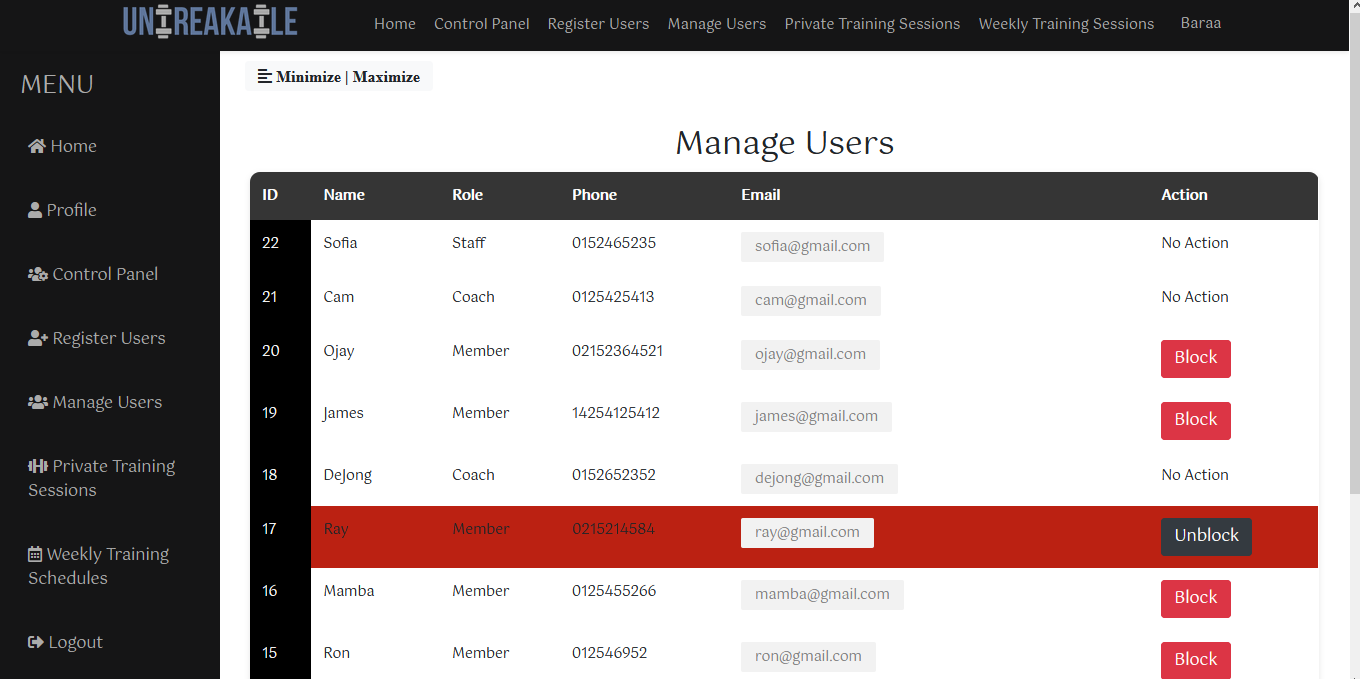 UNBREAKABLE
Home Control Panel Register Users Manage Users Private Training Sessions Weekly Training Sessions Baraa
MENU
Home
Profile
Control Panel
Register Users
Manage Users
Private Training
Sessions
Weekly Training
Schedules
Logout
Minimize | Maximize
Manage Users
ID Name Role Phone Email Action
22 Sofia Staff 0152465235 sofia@gmail.com No Action
21 Cam Coach 0125425413 cam@gmail.com No Action
20 Ojay Member 02152364521 ojay@gmail.com Block
19 James Member 14254125412 james@gmail.com Block
18 DeJong Coach 0152652352 dejong@gmail.com No Action
17 Ray Member 0215214584 ray@gmail.com Unblock
16 Mamba Member 0125455266 mamba@gmail.com Block
15 Ron Member 012546952 ron@gmail.com Block